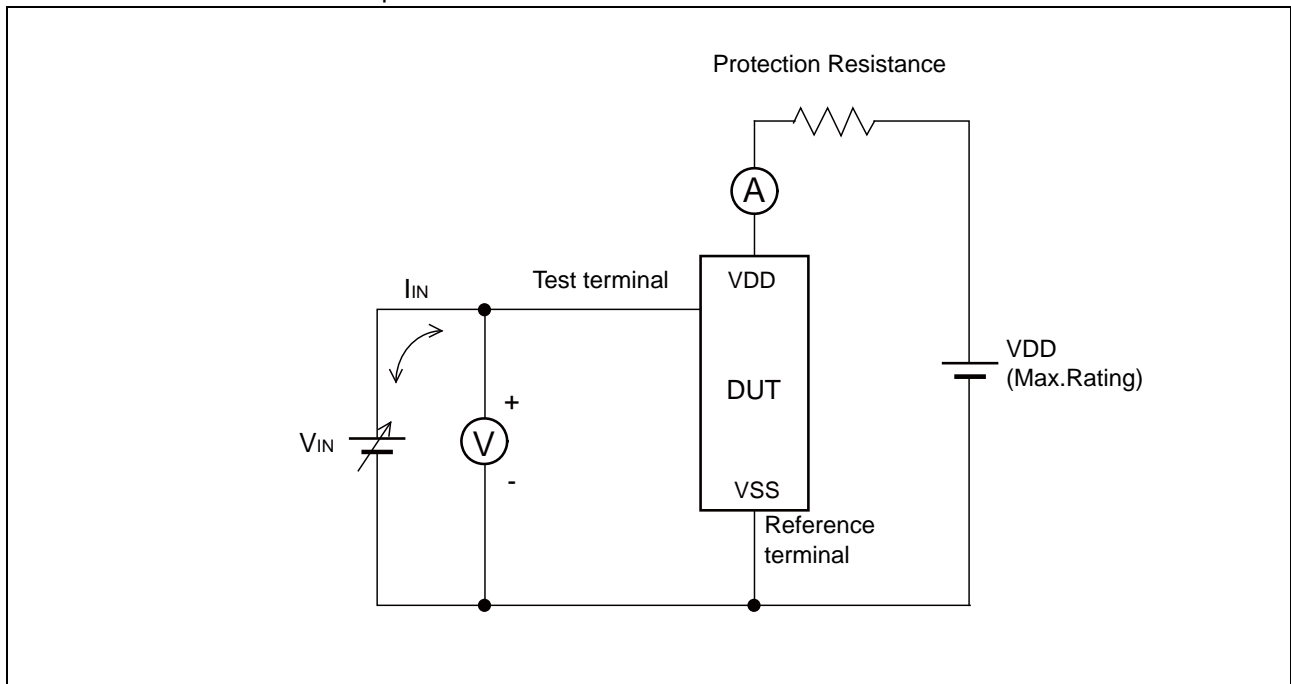 Protection Resistance
A
Test terminal
VDD
IIN
VDD
(Max.Rating)
DUT
+
VIN
V
-
VSS
Reference
terminal